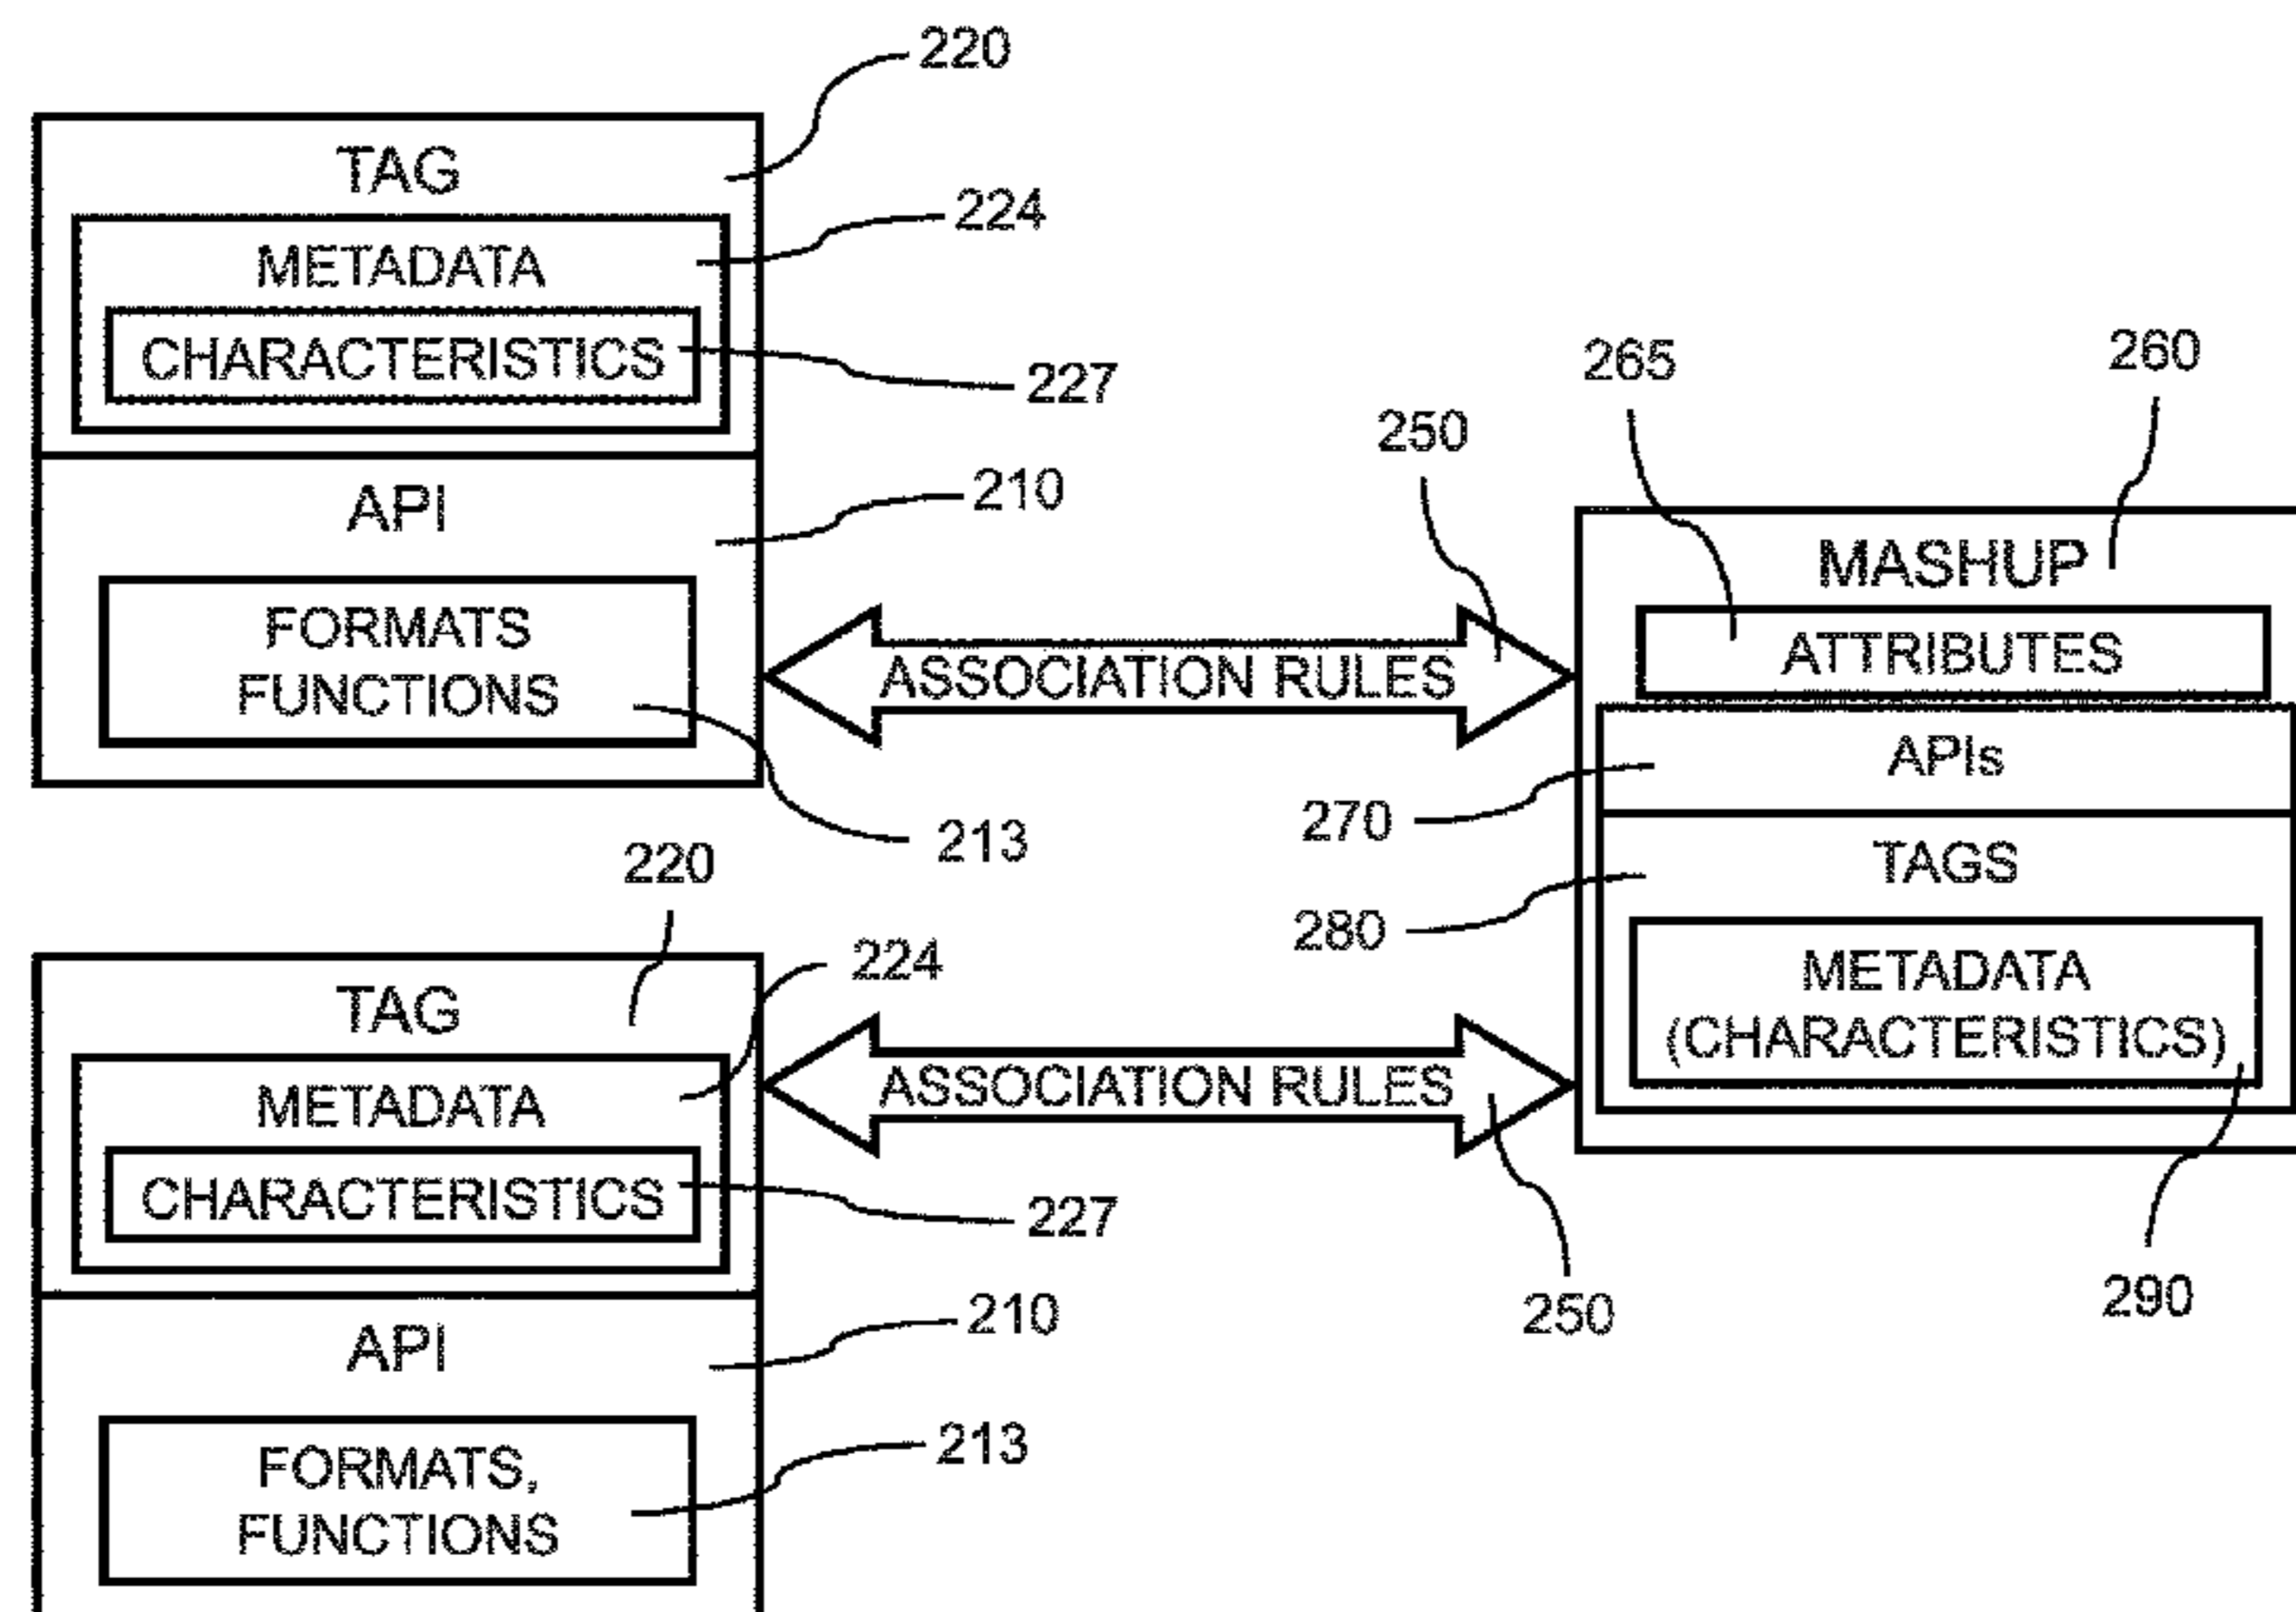 220
TAG
224
METADATA
CHARACTERISTICS
227
API
210
FORMATS
FUNCTIONS
213
220
TAG
224
METADATA
CHARACTERISTICS
227
API
210
FORMATS,
FUNCTIONS
213
250
ASSOCIATION RULES
ASSOCIATION RULES
250
265
260
MASHUP
ATTRIBUTES
APIs
270
TAGS
280
METADATA
(CHARACTERISTICS)
290